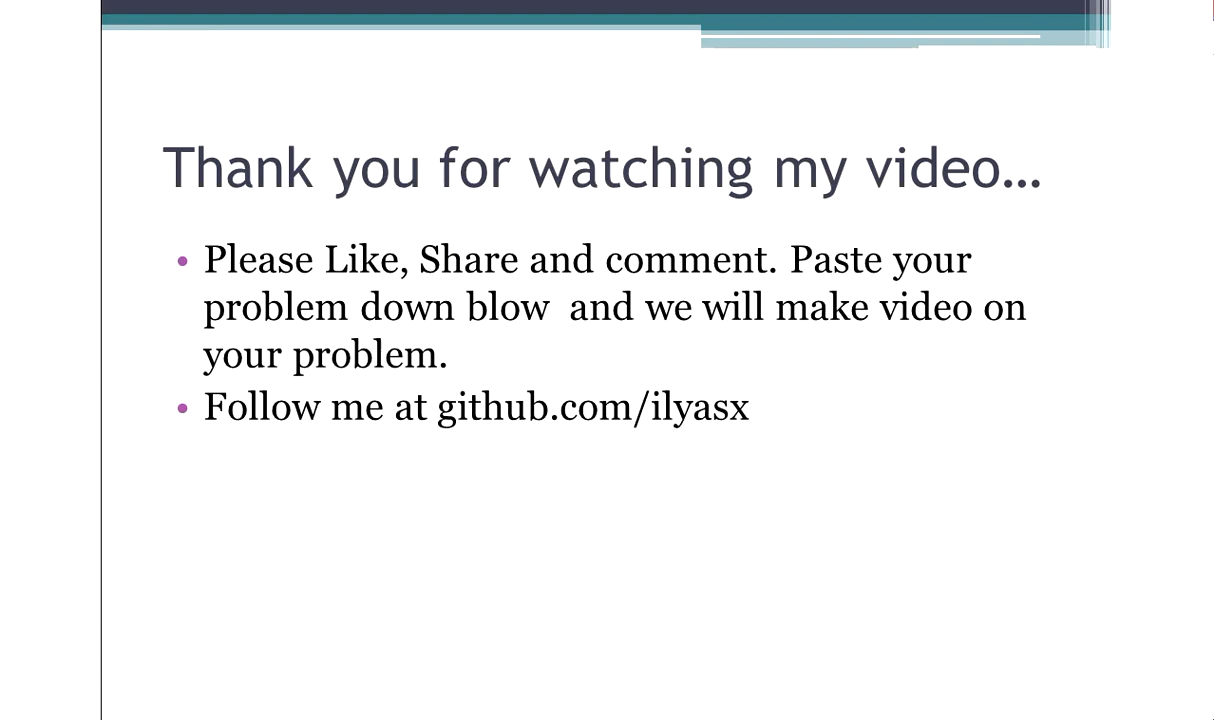 Thank you for watching my video…
• Please Like, Share and comment. Paste your
problem down blow  and we will make video on
your problem.
• Follow me at github.com/ilyasx